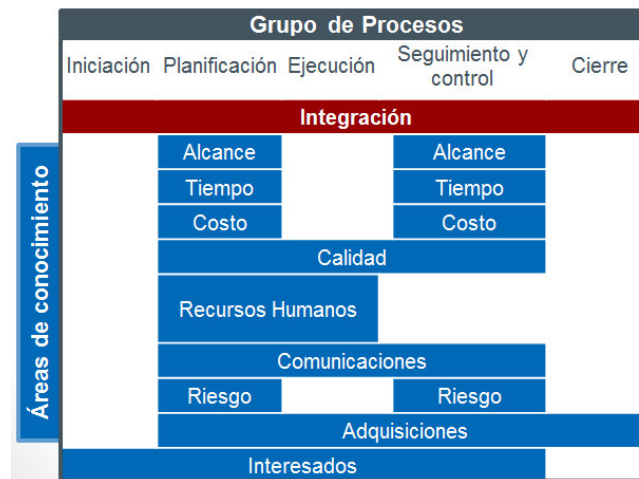 Grupo de Procesos
Iniciación Planificación Ejecución Seguimiento y control Cierre
Integración
Áreas de conocimiento
Alcance Alcance
Tiempo Tiempo
Costo Costo
Calidad
Recursos Humanos
Comunicaciones
Riesgo Riesgo
Adquisiciones
Interesados